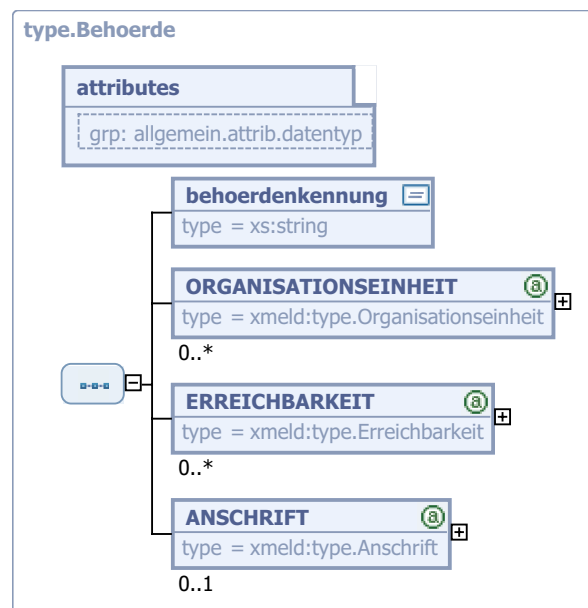 type.Behoerde
attributes
grp: allgemein.attrib.datentyp
behoerdenkennung
type = xs:string
ORGANISATIONSEINHEIT @
type = xmeld:type.Organisationseinheit
0..*
ERREICHBARKEIT @
type = xmeld:type.Erreichbarkeit
0..*
ANSCHRIFT @
type = xmeld:type.Anschrift
0..1